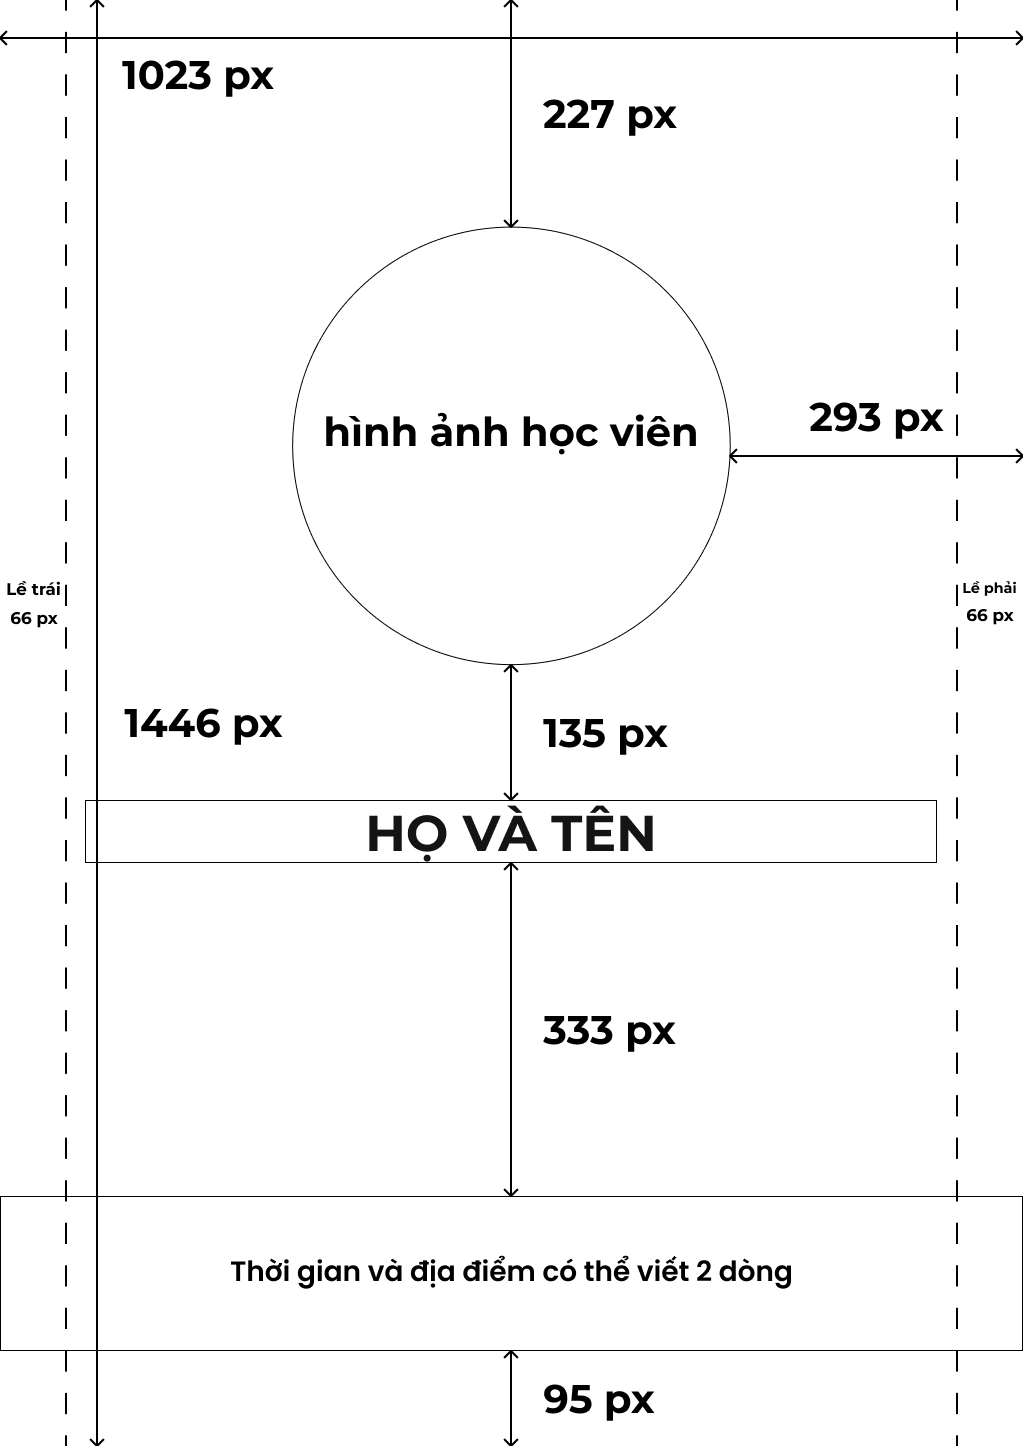 1023 px
227 px
hình ảnh học viên
293 px
Lề trái
66 px
Lề phải
66 px
1446 px
135 px
HỌ VÀ TÊN
333 px
Thời gian và địa điểm có thể viết 2 dòng
95 px